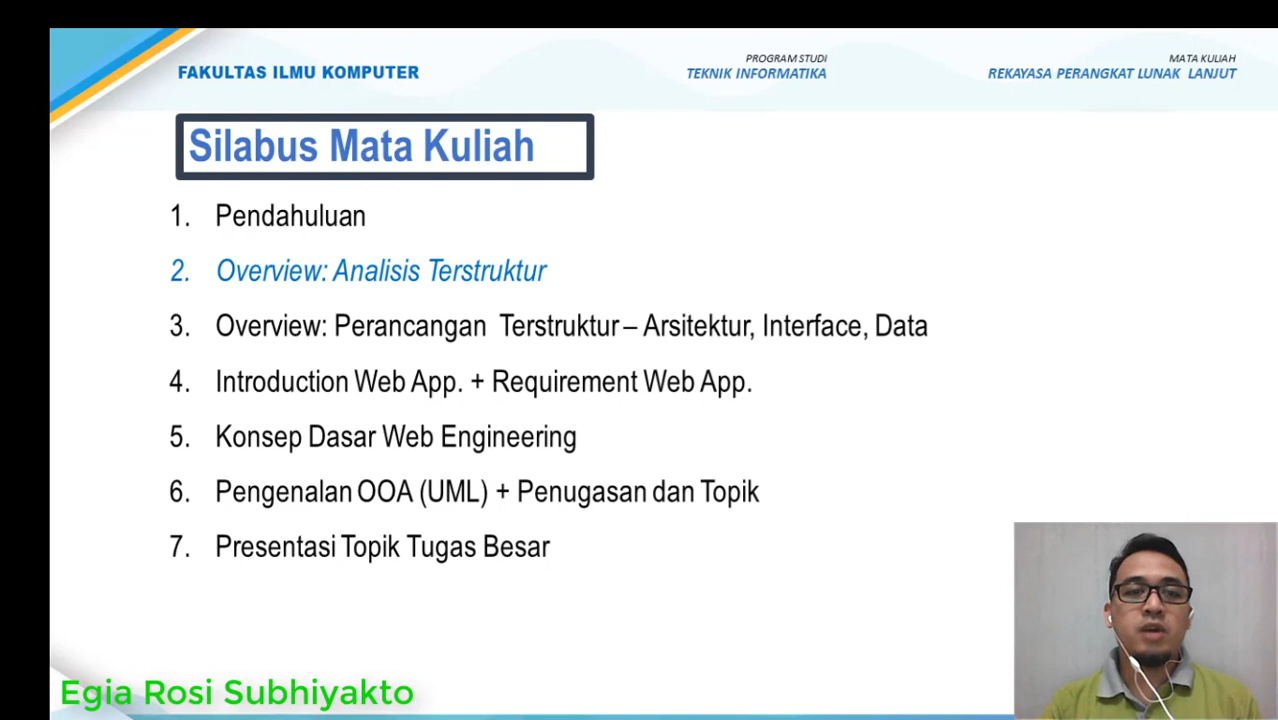 FAKULTAS ILMU KOMPUTER
PROGRAM STUDI
TEKNIK INFORMATIKA
MATA KULIAH
REKAYASA PERANGKAT LUNAK LANJUT
Silabus Mata Kuliah
1. Pendahuluan
2. Overview: Analisis Terstruktur
3. Overview: Perancangan Terstruktur – Arsitektur, Interface, Data
4. Introduction Web App. + Requirement Web App.
5. Konsep Dasar Web Engineering
6. Pengenalan OOA (UML) + Penugasan dan Topik
7. Presentasi Topik Tugas Besar
Egia Rosi Subhiyakto